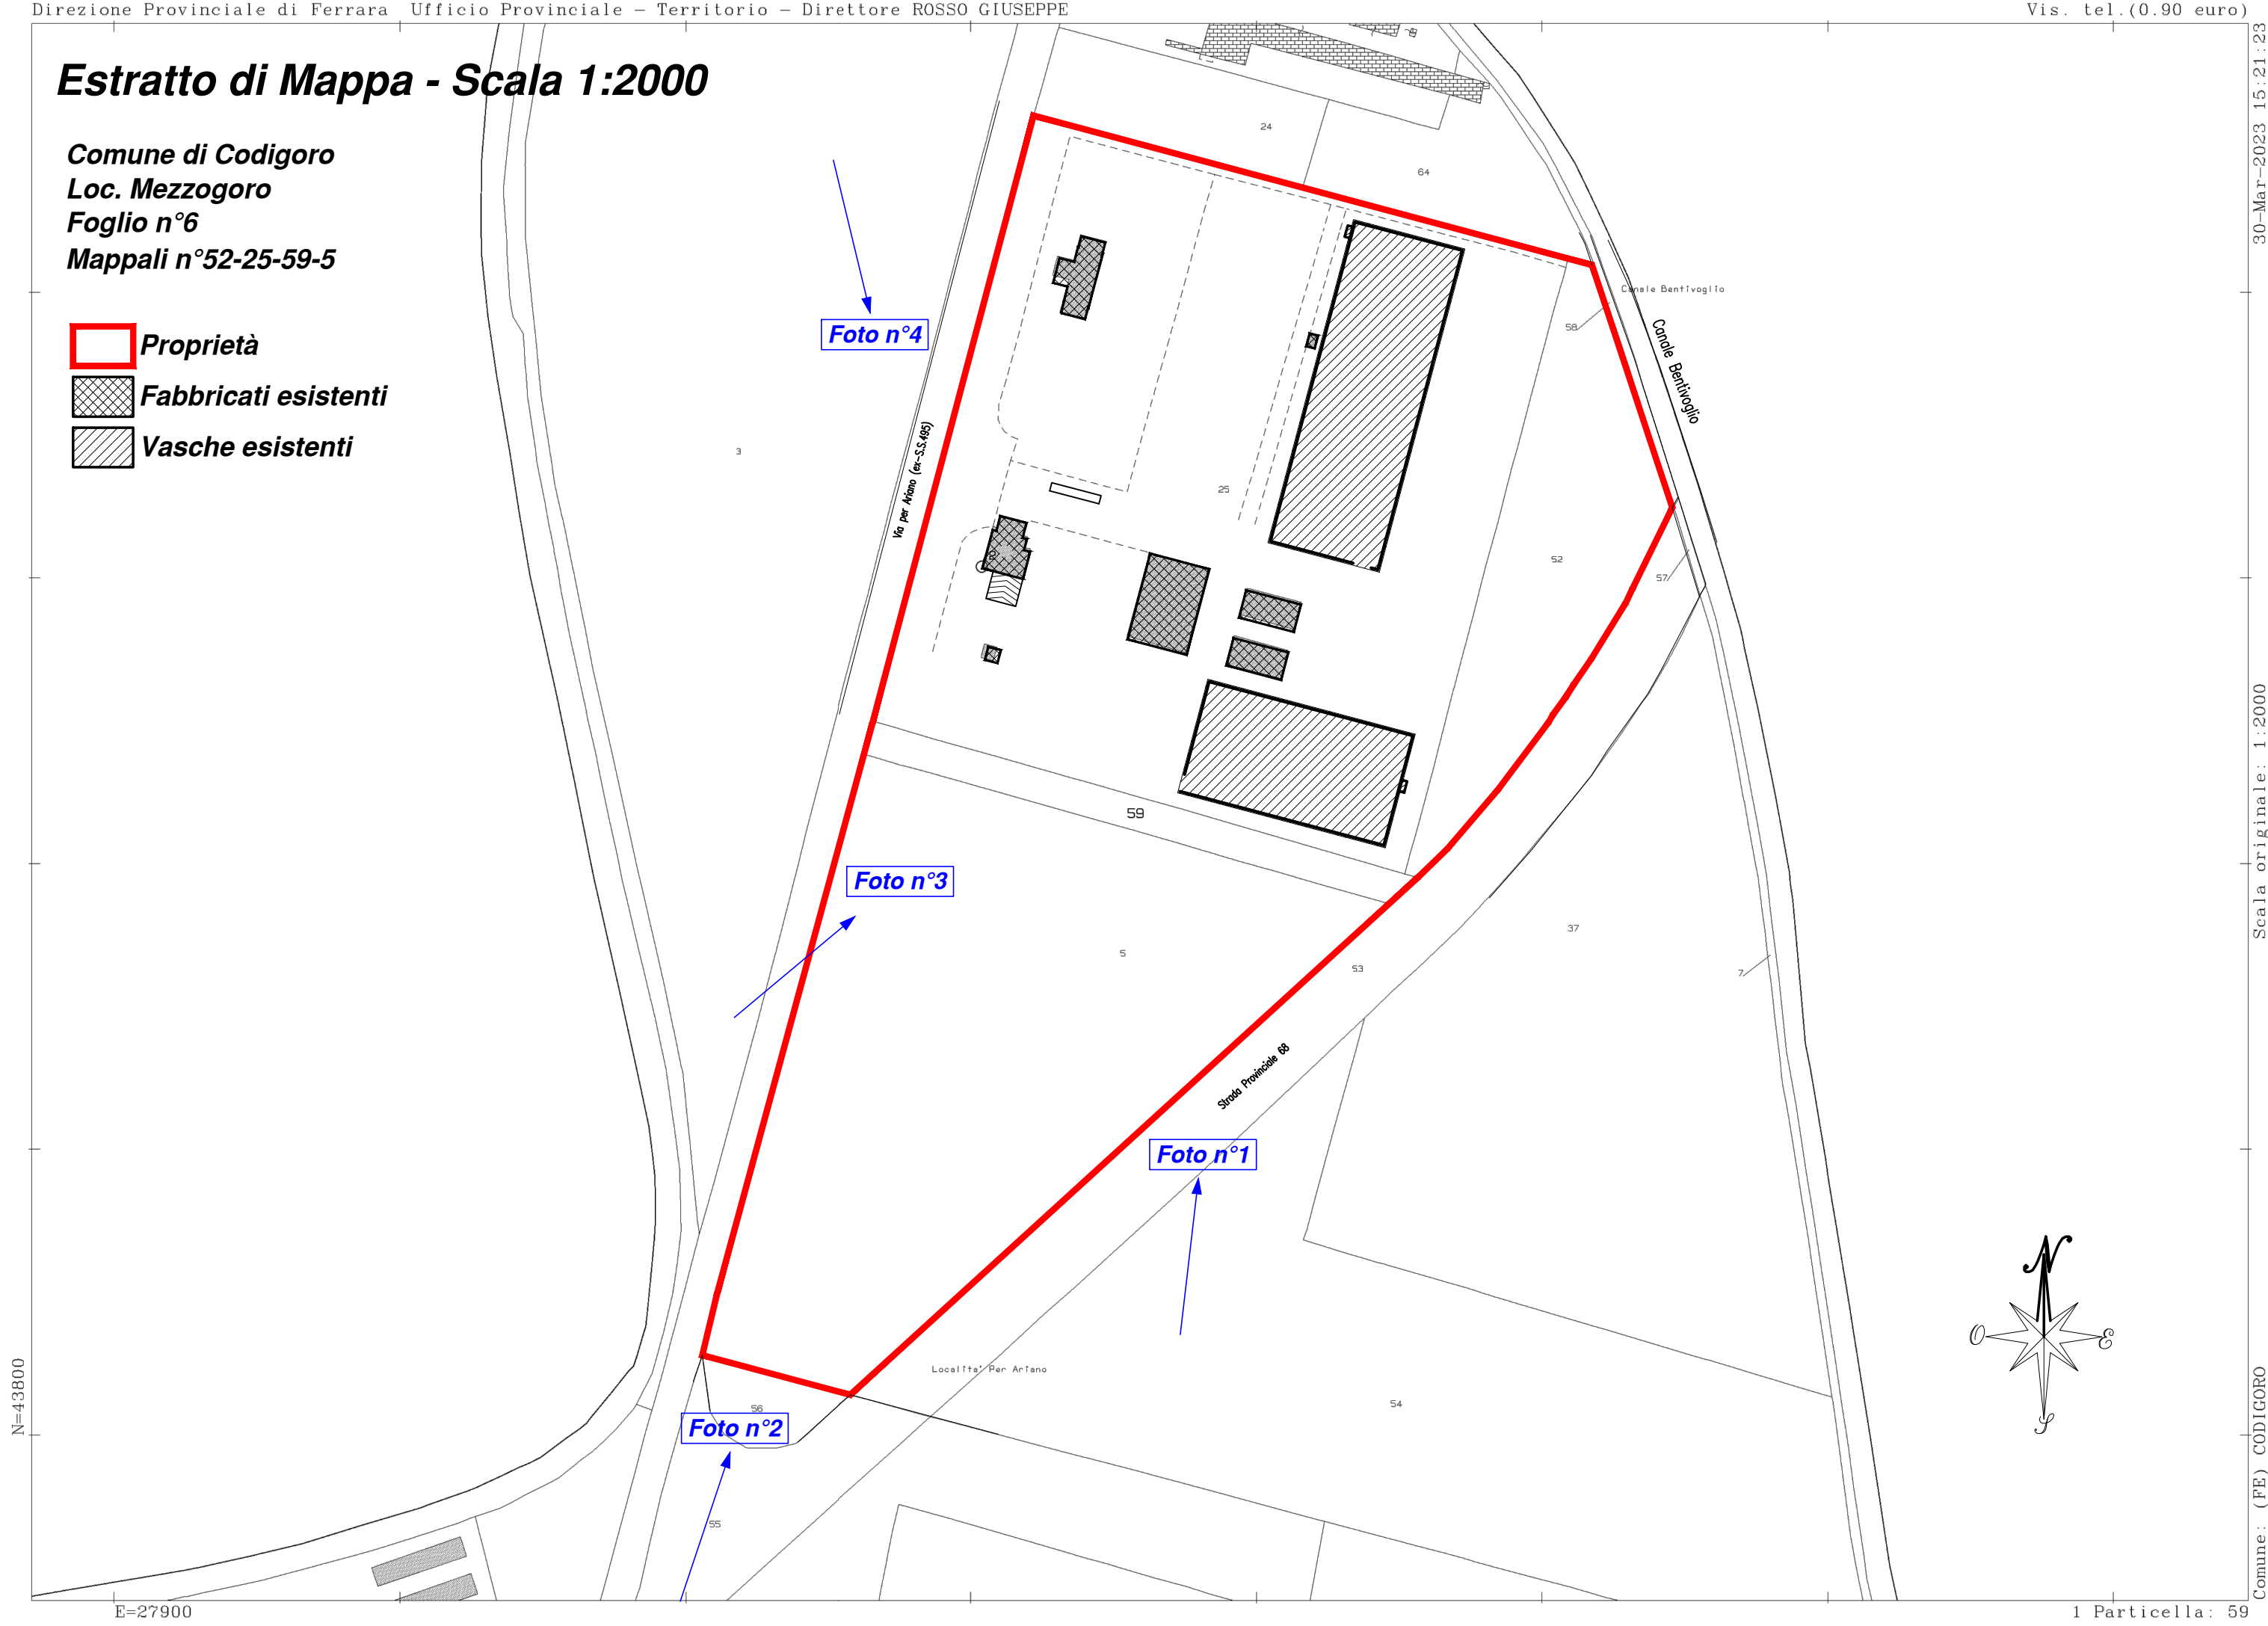 Direzione Provinciale di Ferrara  Ufficio Provinciale - Territorio - Direttore ROSSO GIUSEPPE
Vis. tel.(0.90 euro)
30-Mar-2023 15:21:23
Estratto di Mappa - Scala 1:2000
Comune di Codigoro
Loc. Mezzogoro
Foglio n°6
Mappali n°52-25-59-5
Proprietà
Fabbricati esistenti
Vasche esistenti
24
64
Canale Bentivoglio
58
Canale Bentivoglio
Foto n°4
3
Via per Ariano (ex-S.S.495)
25
52
57
59
Foto n°3
5
53
37
7
Strada Provinciale 68
Foto n°1
Localita' Per Ariano
56
Foto n°2
54
55
N
O
E
S
Scala originale: 1:2000
Comune: (FE) CODIGORO
N=43800
E=27900
1 Particella: 59